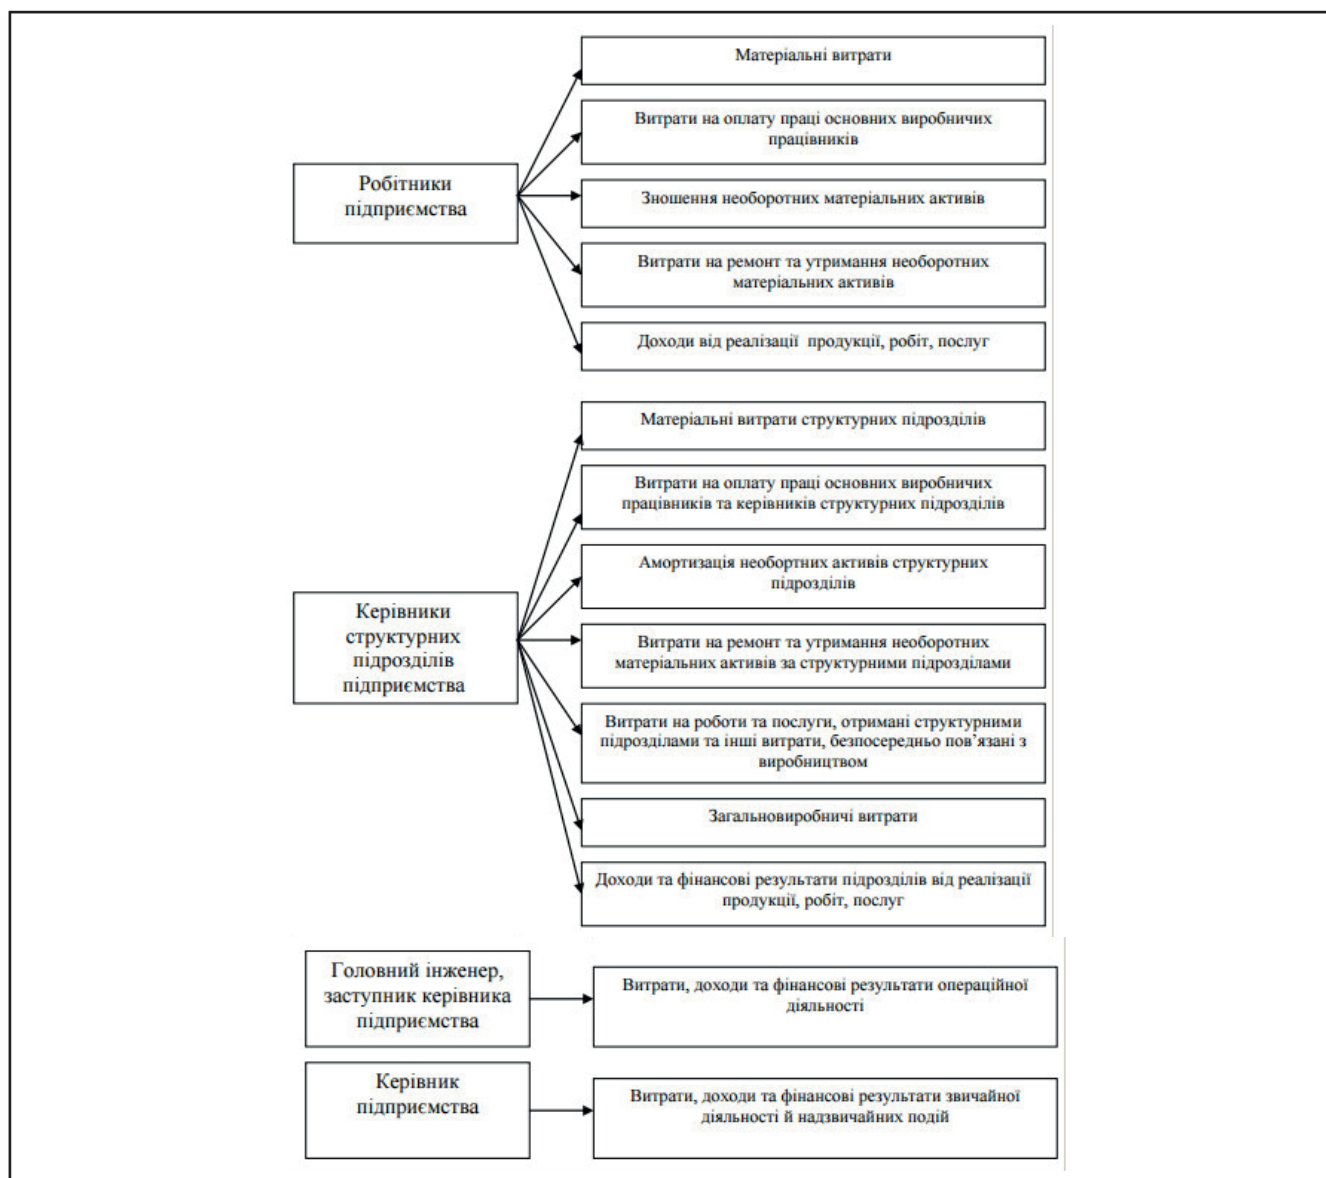 Матеріальні витрати
Витрати на оплату праці основних виробничих
працівників
Робітники
підприємства
Зношення необоротних матеріальних активів
Витрати на ремонт та утримання необоротних
матеріальних активів
Доходи від реалізації продукції, робіт, послуг
Матеріальні витрати структурних підрозділів
Витрати на оплату праці основних виробничих
працівників та керівників структурних підрозділів
Амортизація необортних активів структурних
підрозділів
Керівники
структурних
підрозділів
підприємства
Витрати на ремонт та утримання необоротних
матеріальних активів за структурними підрозділами
Витрати на роботи та послуги, отримані структурними
підрозділами та інші витрати, безпосередньо пов’язані з
виробництвом
Загальновиробничі витрати
Доходи та фінансові результати підрозділів від реалізації
продукції, робіт, послуг
Головний інженер,
заступник керівника
підприємства
Витрати, доходи та фінансові результати операційної
діяльності
Керівник
підприємства
Витрати, доходи та фінансові результати звичайної
діяльності й надзвичайних подій